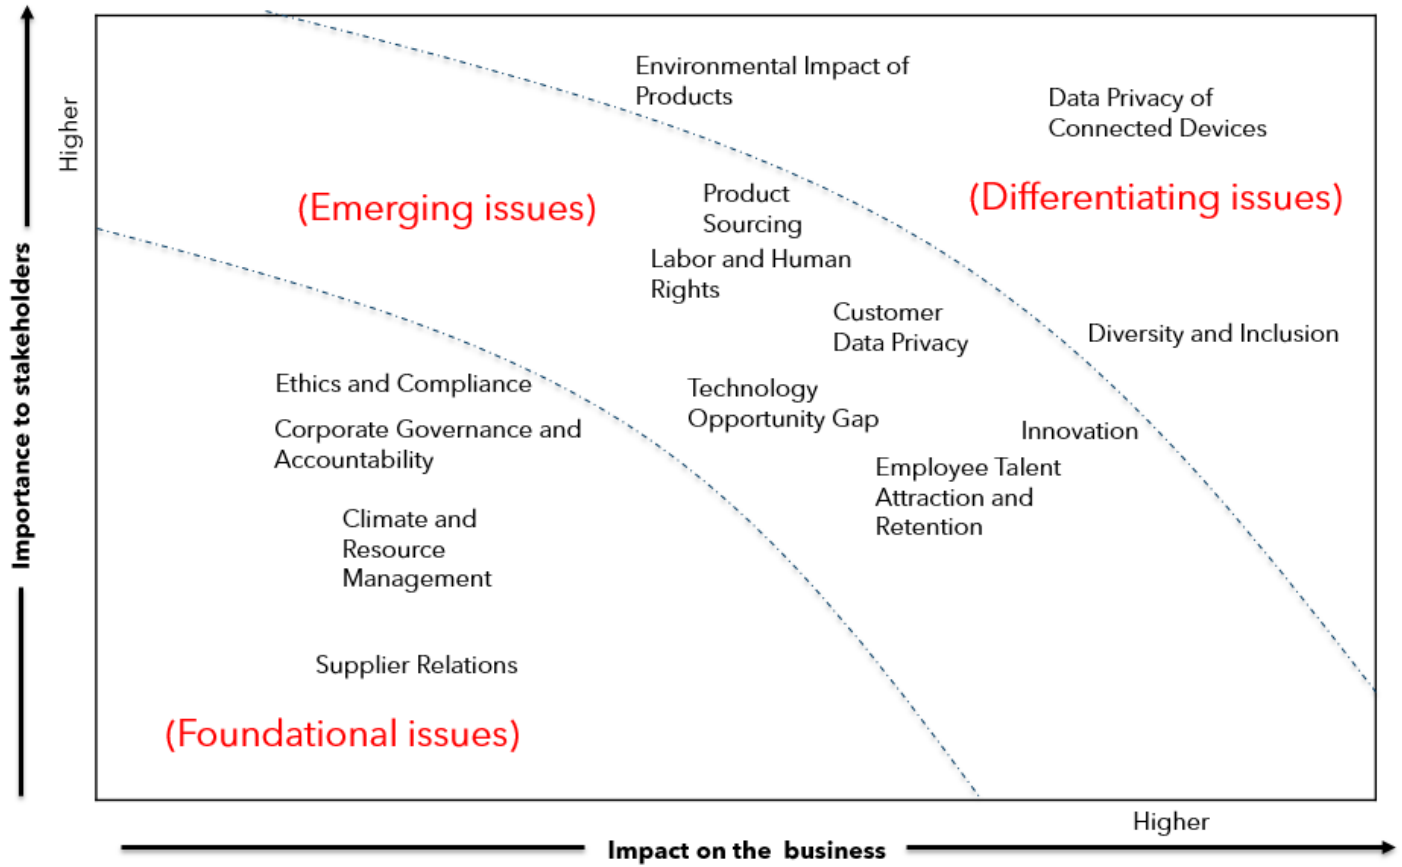 Higher
Importance to stakeholders
Environmental Impact of
Products
Data Privacy of
Connected Devices
(Emerging issues)
(Differentiating issues)
Product
Sourcing
Labor and Human
Rights
Customer
Data Privacy
Diversity and Inclusion
Ethics and Compliance
Technology
Opportunity Gap
Corporate Governance and
Accountability
Innovation
Employee Talent
Attraction and
Retention
Climate and
Resource
Management
Supplier Relations
(Foundational issues)
Higher
Impact on the business